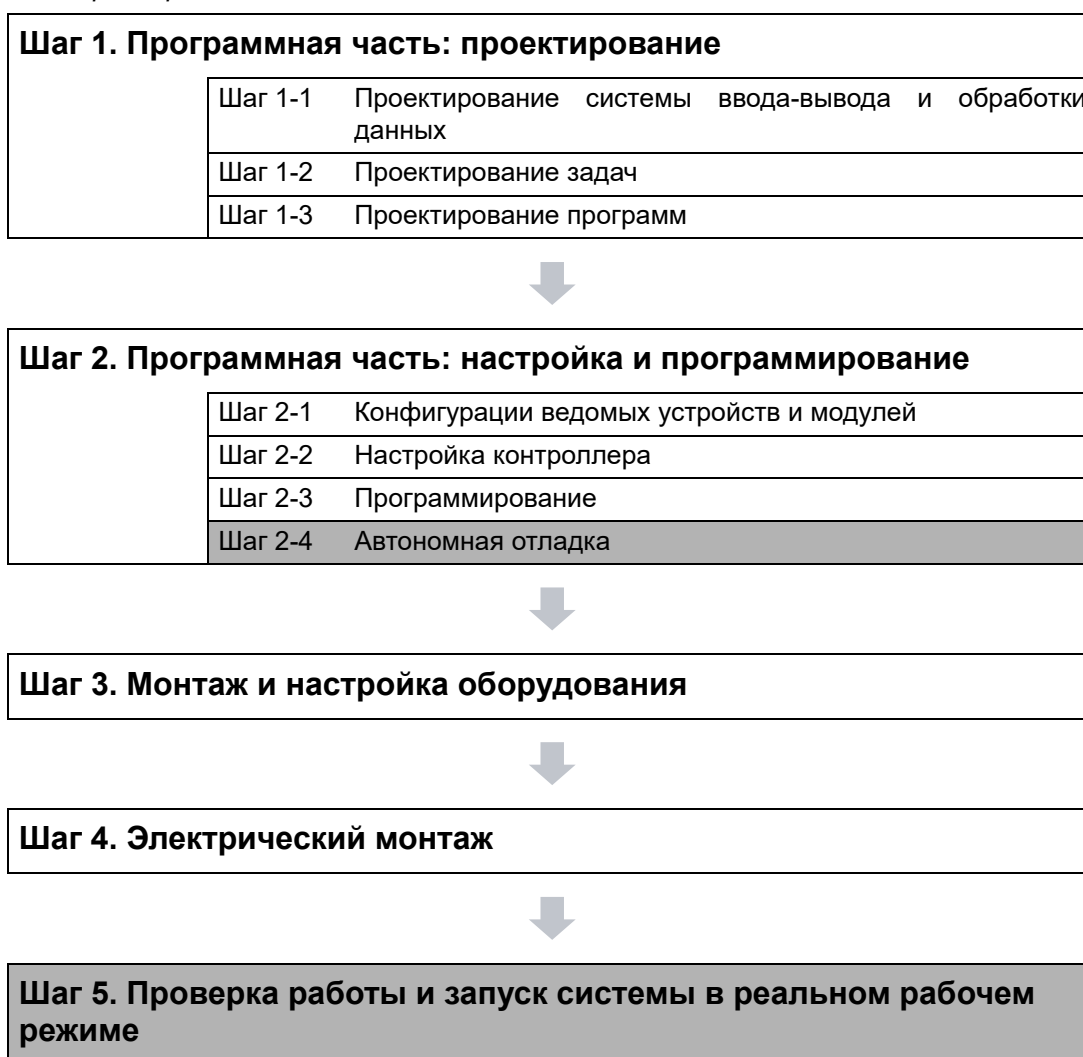 Шаг 1. Программная часть: проектирование
Шаг 1-1 Проектирование системы ввода-вывода и обработки
данных
Шаг 1-2 Проектирование задач
Шаг 1-3 Проектирование программ
Шаг 2. Программная часть: настройка и программирование
Шаг 2-1 Конфигурации ведомых устройств и модулей
Шаг 2-2 Настройка контроллера
Шаг 2-3 Программирование
Шаг 2-4 Автономная отладка
Шаг 3. Монтаж и настройка оборудования
Шаг 4. Электрический монтаж
Шаг 5. Проверка работы и запуск системы в реальном рабочем
режиме